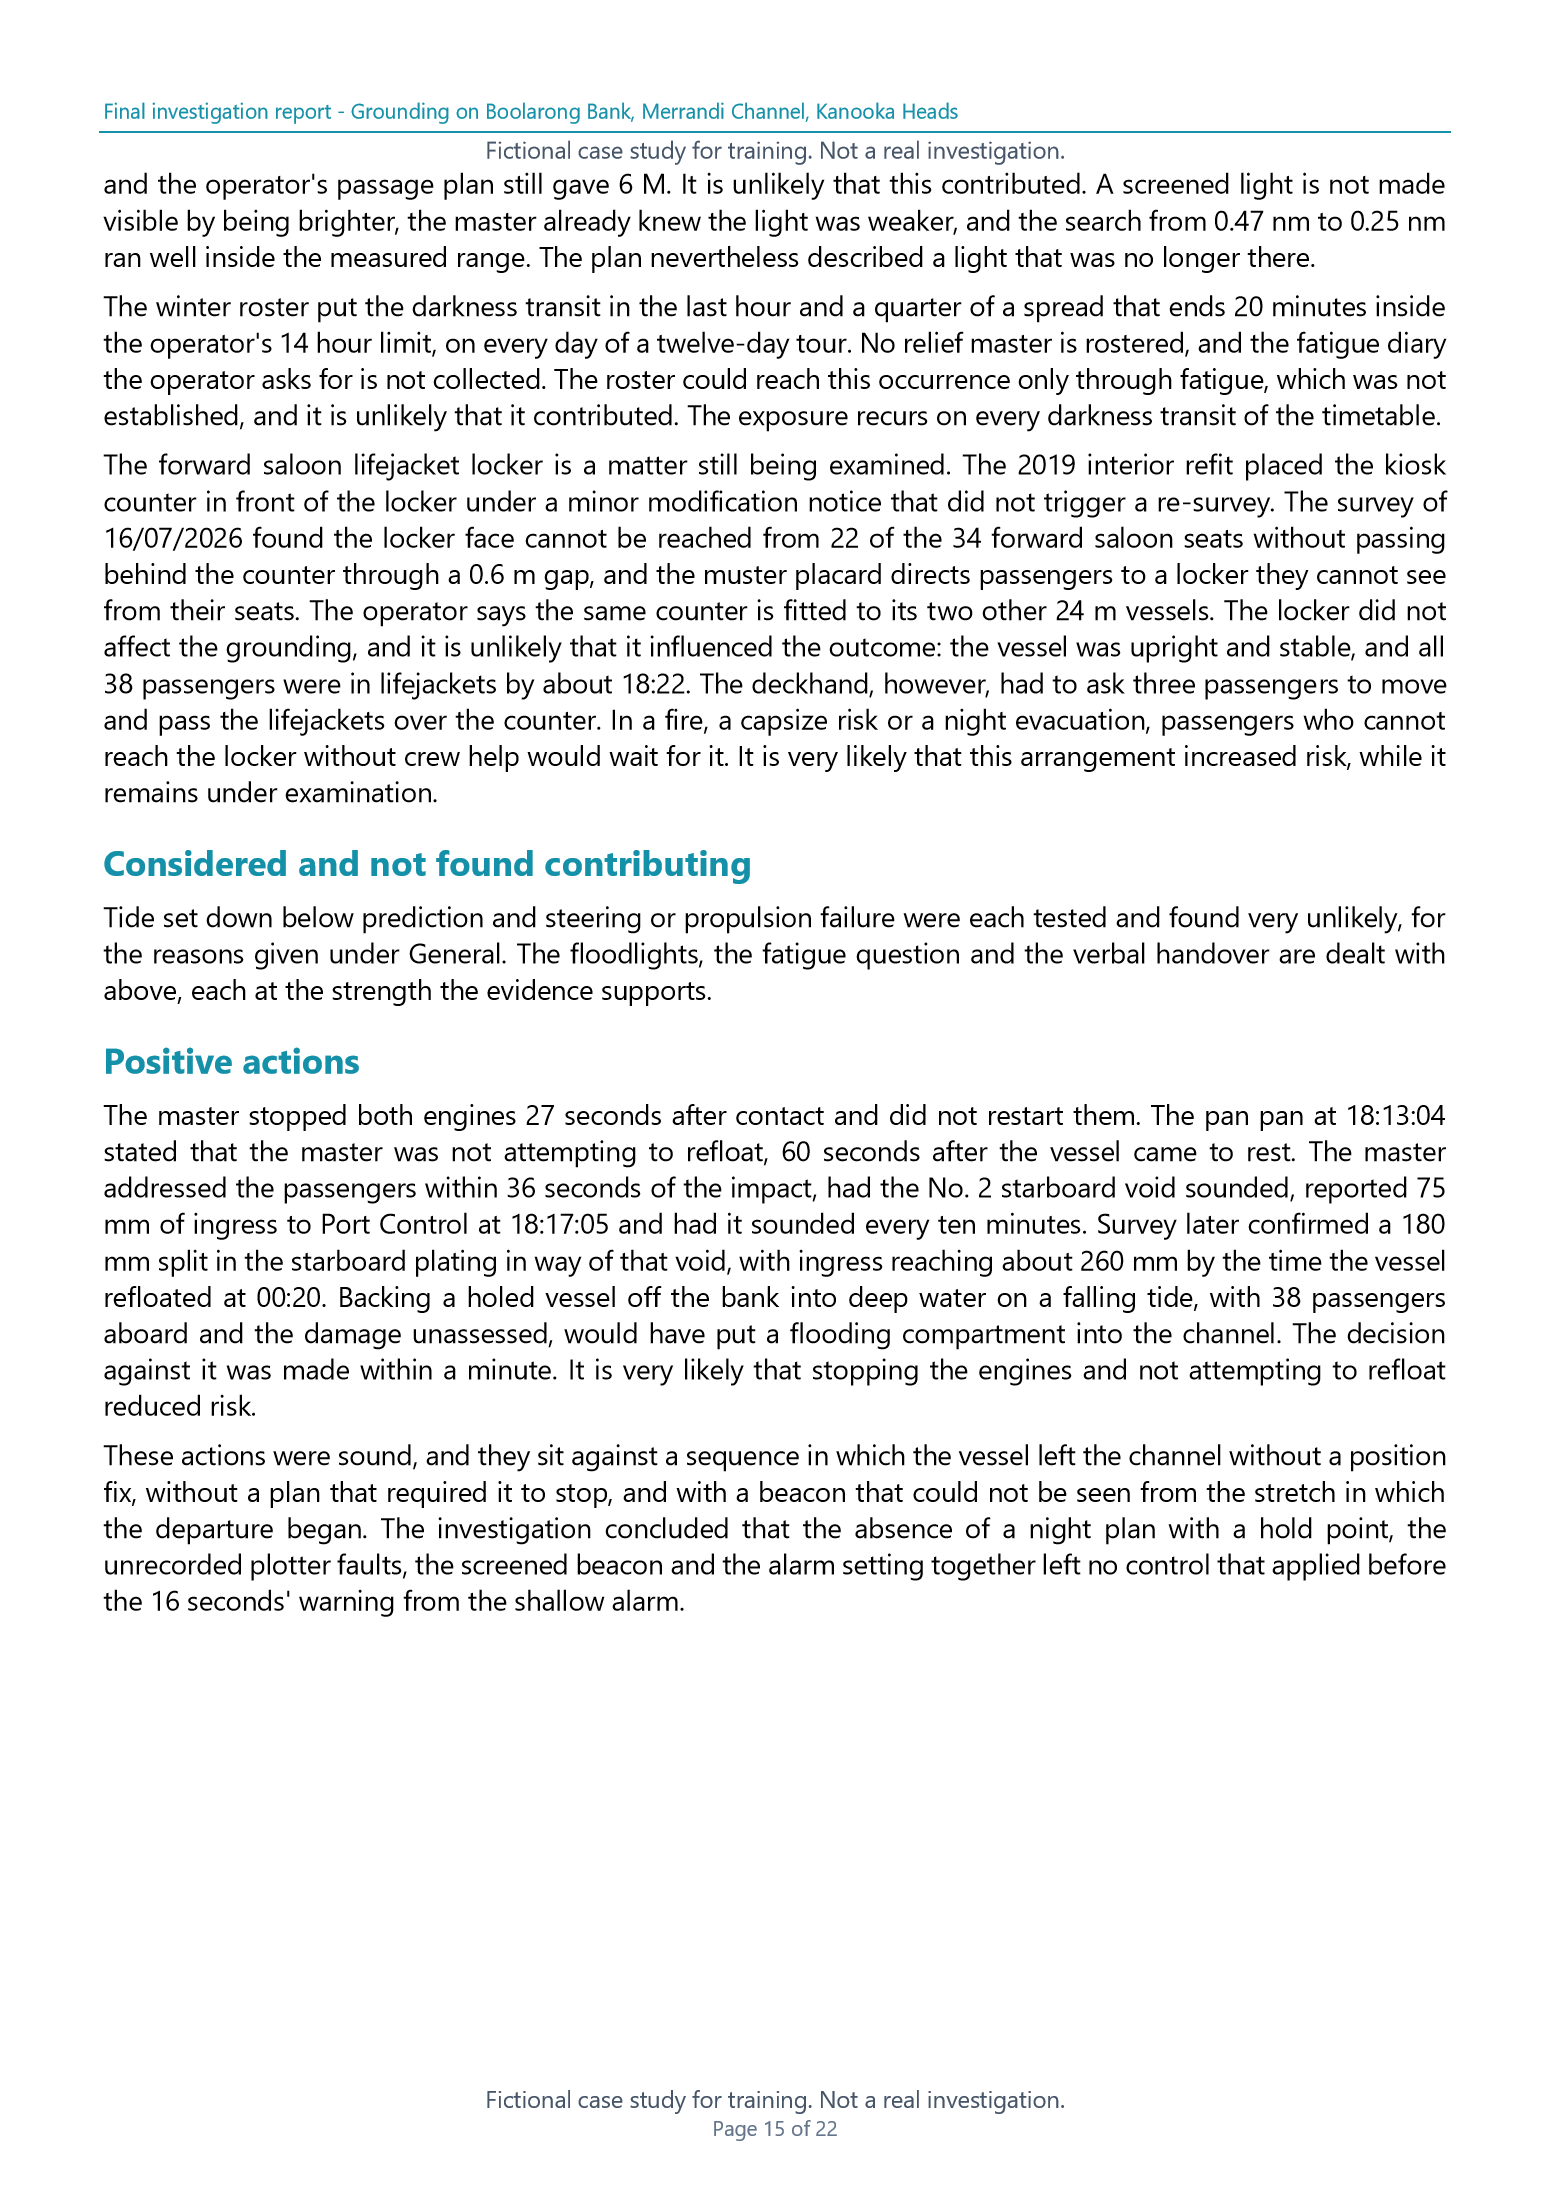 Final investigation report - Grounding on Boolarong Bank, Merrandi Channel, Kanooka Heads
Fictional case study for training. Not a real investigation.
and the operator's passage plan still gave 6 M. It is unlikely that this contributed. A screened light is not made
visible by being brighter, the master already knew the light was weaker, and the search from 0.47 nm to 0.25 nm
ran well inside the measured range. The plan nevertheless described a light that was no longer there.
The winter roster put the darkness transit in the last hour and a quarter of a spread that ends 20 minutes inside
the operator's 14 hour limit, on every day of a twelve-day tour. No relief master is rostered, and the fatigue diary
the operator asks for is not collected. The roster could reach this occurrence only through fatigue, which was not
established, and it is unlikely that it contributed. The exposure recurs on every darkness transit of the timetable.
The forward saloon lifejacket locker is a matter still being examined. The 2019 interior refit placed the kiosk
counter in front of the locker under a minor modification notice that did not trigger a re-survey. The survey of
16/07/2026 found the locker face cannot be reached from 22 of the 34 forward saloon seats without passing
behind the counter through a 0.6 m gap, and the muster placard directs passengers to a locker they cannot see
from their seats. The operator says the same counter is fitted to its two other 24 m vessels. The locker did not
affect the grounding, and it is unlikely that it influenced the outcome: the vessel was upright and stable, and all
38 passengers were in lifejackets by about 18:22. The deckhand, however, had to ask three passengers to move
and pass the lifejackets over the counter. In a fire, a capsize risk or a night evacuation, passengers who cannot
reach the locker without crew help would wait for it. It is very likely that this arrangement increased risk, while it
remains under examination.
Considered and not found contributing
Tide set down below prediction and steering or propulsion failure were each tested and found very unlikely, for
the reasons given under General. The floodlights, the fatigue question and the verbal handover are dealt with
above, each at the strength the evidence supports.
Positive actions
The master stopped both engines 27 seconds after contact and did not restart them. The pan pan at 18:13:04
stated that the master was not attempting to refloat, 60 seconds after the vessel came to rest. The master
addressed the passengers within 36 seconds of the impact, had the No. 2 starboard void sounded, reported 75
mm of ingress to Port Control at 18:17:05 and had it sounded every ten minutes. Survey later confirmed a 180
mm split in the starboard plating in way of that void, with ingress reaching about 260 mm by the time the vessel
refloated at 00:20. Backing a holed vessel off the bank into deep water on a falling tide, with 38 passengers
aboard and the damage unassessed, would have put a flooding compartment into the channel. The decision
against it was made within a minute. It is very likely that stopping the engines and not attempting to refloat
reduced risk.
These actions were sound, and they sit against a sequence in which the vessel left the channel without a position
fix, without a plan that required it to stop, and with a beacon that could not be seen from the stretch in which
the departure began. The investigation concluded that the absence of a night plan with a hold point, the
unrecorded plotter faults, the screened beacon and the alarm setting together left no control that applied before
the 16 seconds' warning from the shallow alarm.
Fictional case study for training. Not a real investigation.
Page 15 of 22